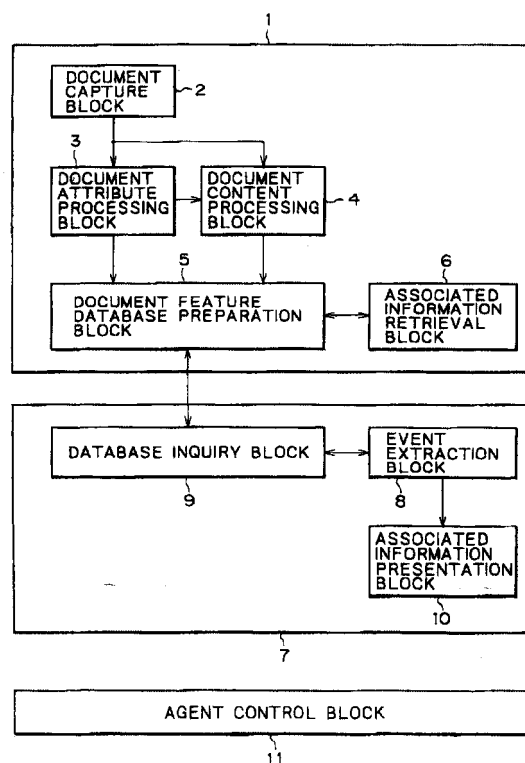 1
DOCUMENT
CAPTURE
BLOCK
2
3
DOCUMENT
ATTRIBUTE
PROCESSING
BLOCK
DOCUMENT
CONTENT
PROCESSING
BLOCK
4
5
DOCUMENT FEATURE
DATABASE PREPARATION
BLOCK
6
ASSOCIATED
INFORMATION
RETRIEVAL
BLOCK
DATABASE INQUIRY BLOCK
9
EVENT
EXTRACTION
BLOCK
8
ASSOCIATED
INFORMATION
PRESENTATION
BLOCK
10
7
AGENT CONTROL BLOCK
11